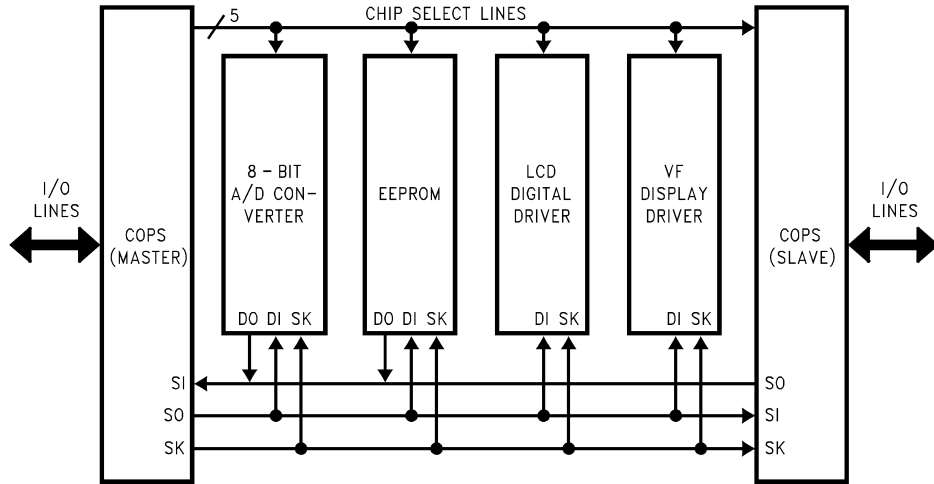 5
CHIP SELECT LINES
8-BIT
A/D CON-
VERTER
EEPROM
LCD
DIGITAL
DRIVER
VF
DISPLAY
DRIVER
I/O
LINES
COPS
(MASTER)
I/O
LINES
COPS
(SLAVE)
DO DI SK
DO DI SK
DI SK
DI SK
SI
SO
SO
SI
SK
SK